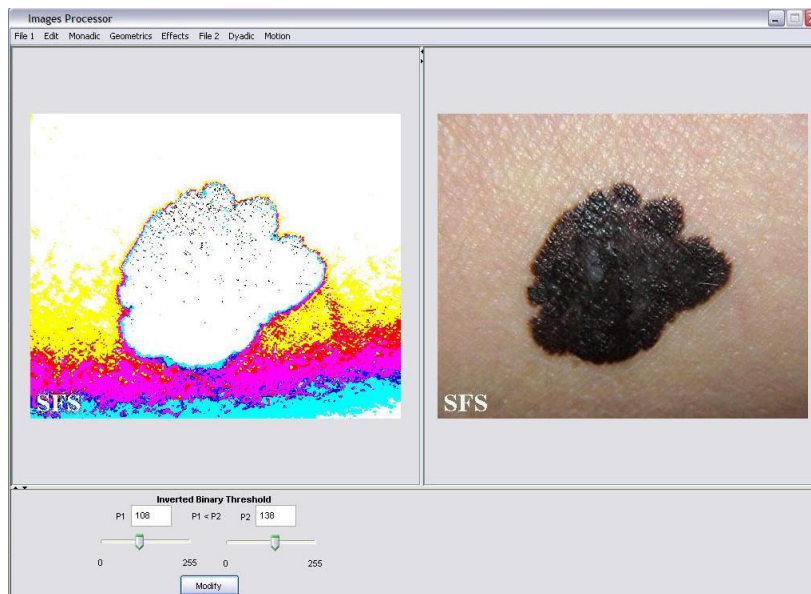 Images Processor
File 1 Edit Monadic Geometrics Effects File 2 Dyadic Motion
SFS
SFS
Inverted Binary Threshold
P1 108 P1 < P2 P2 138
0 255 0 255
Modify